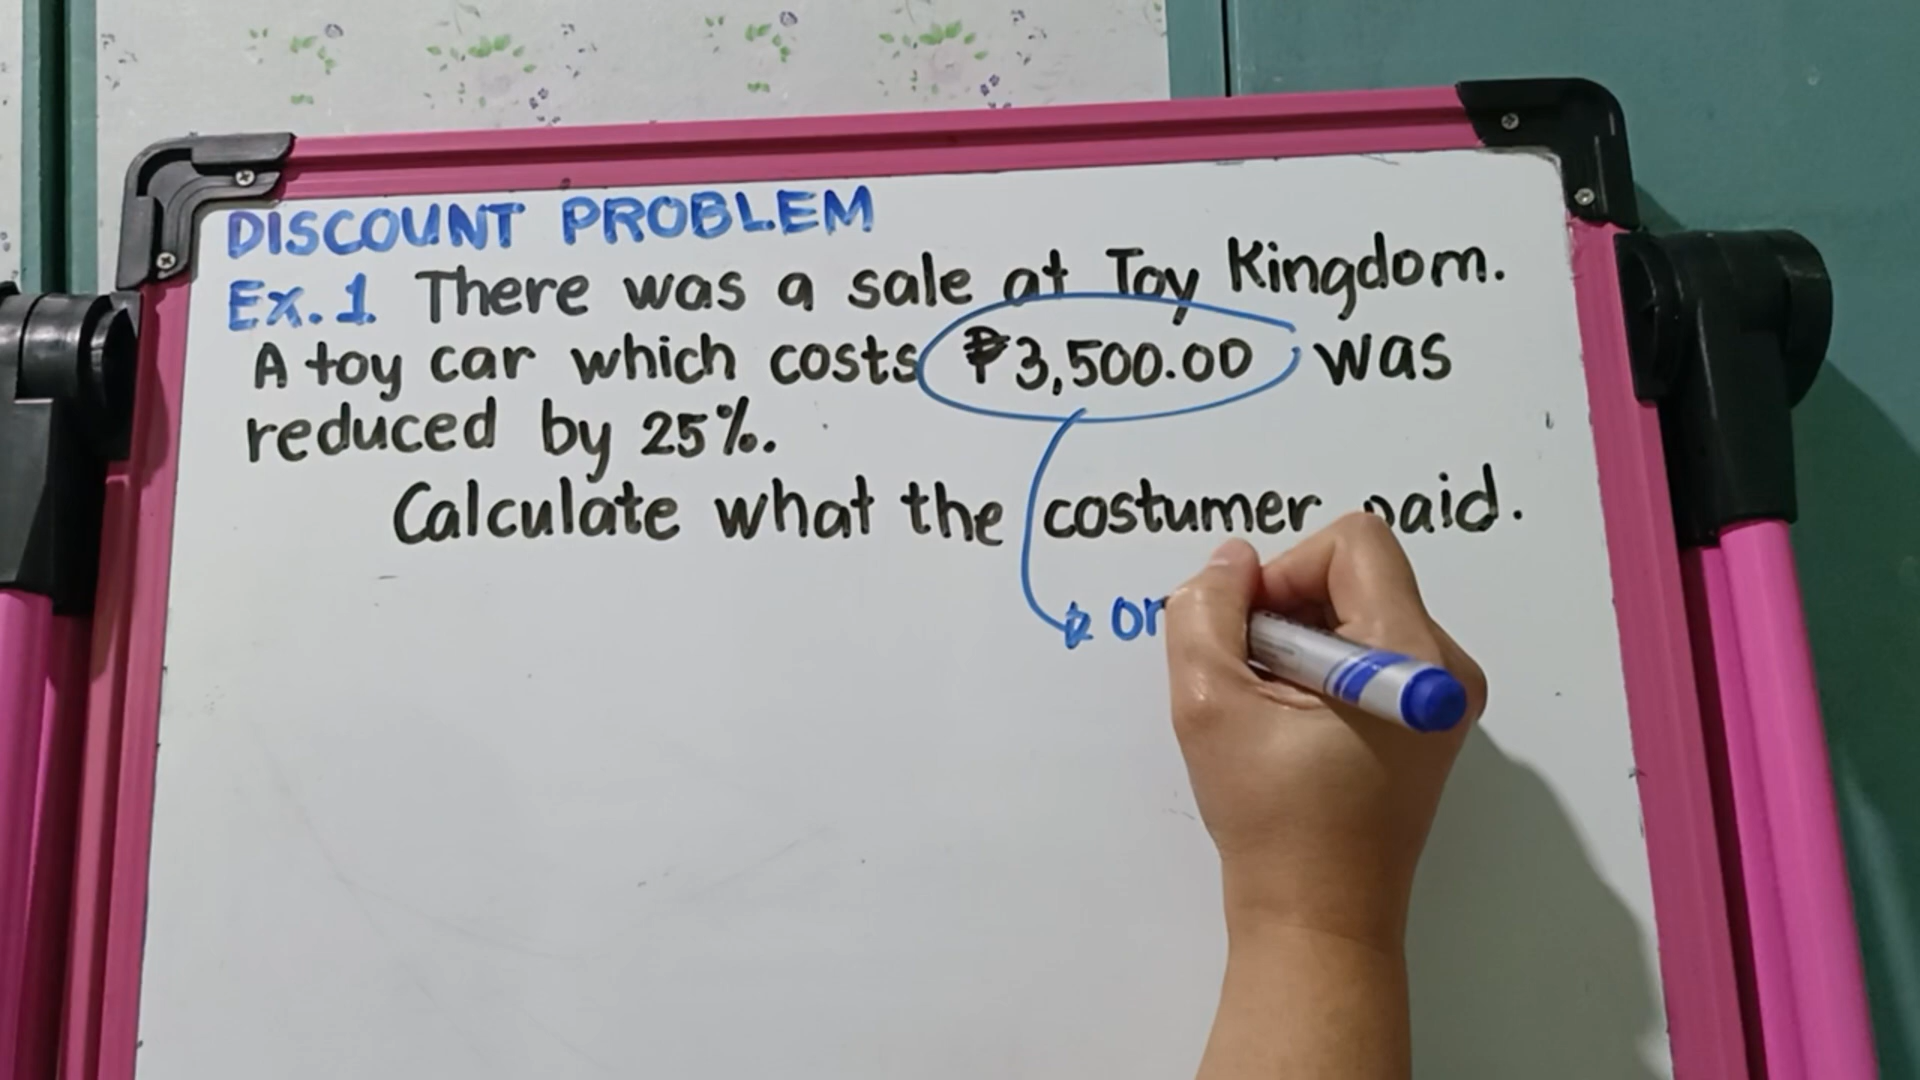 DISCOUNT PROBLEM
Ex.1 There was a sale at Toy Kingdom.
A toy car which costs ₱3,500.00 was
reduced by 25%.
Calculate what the costumer paid.
or